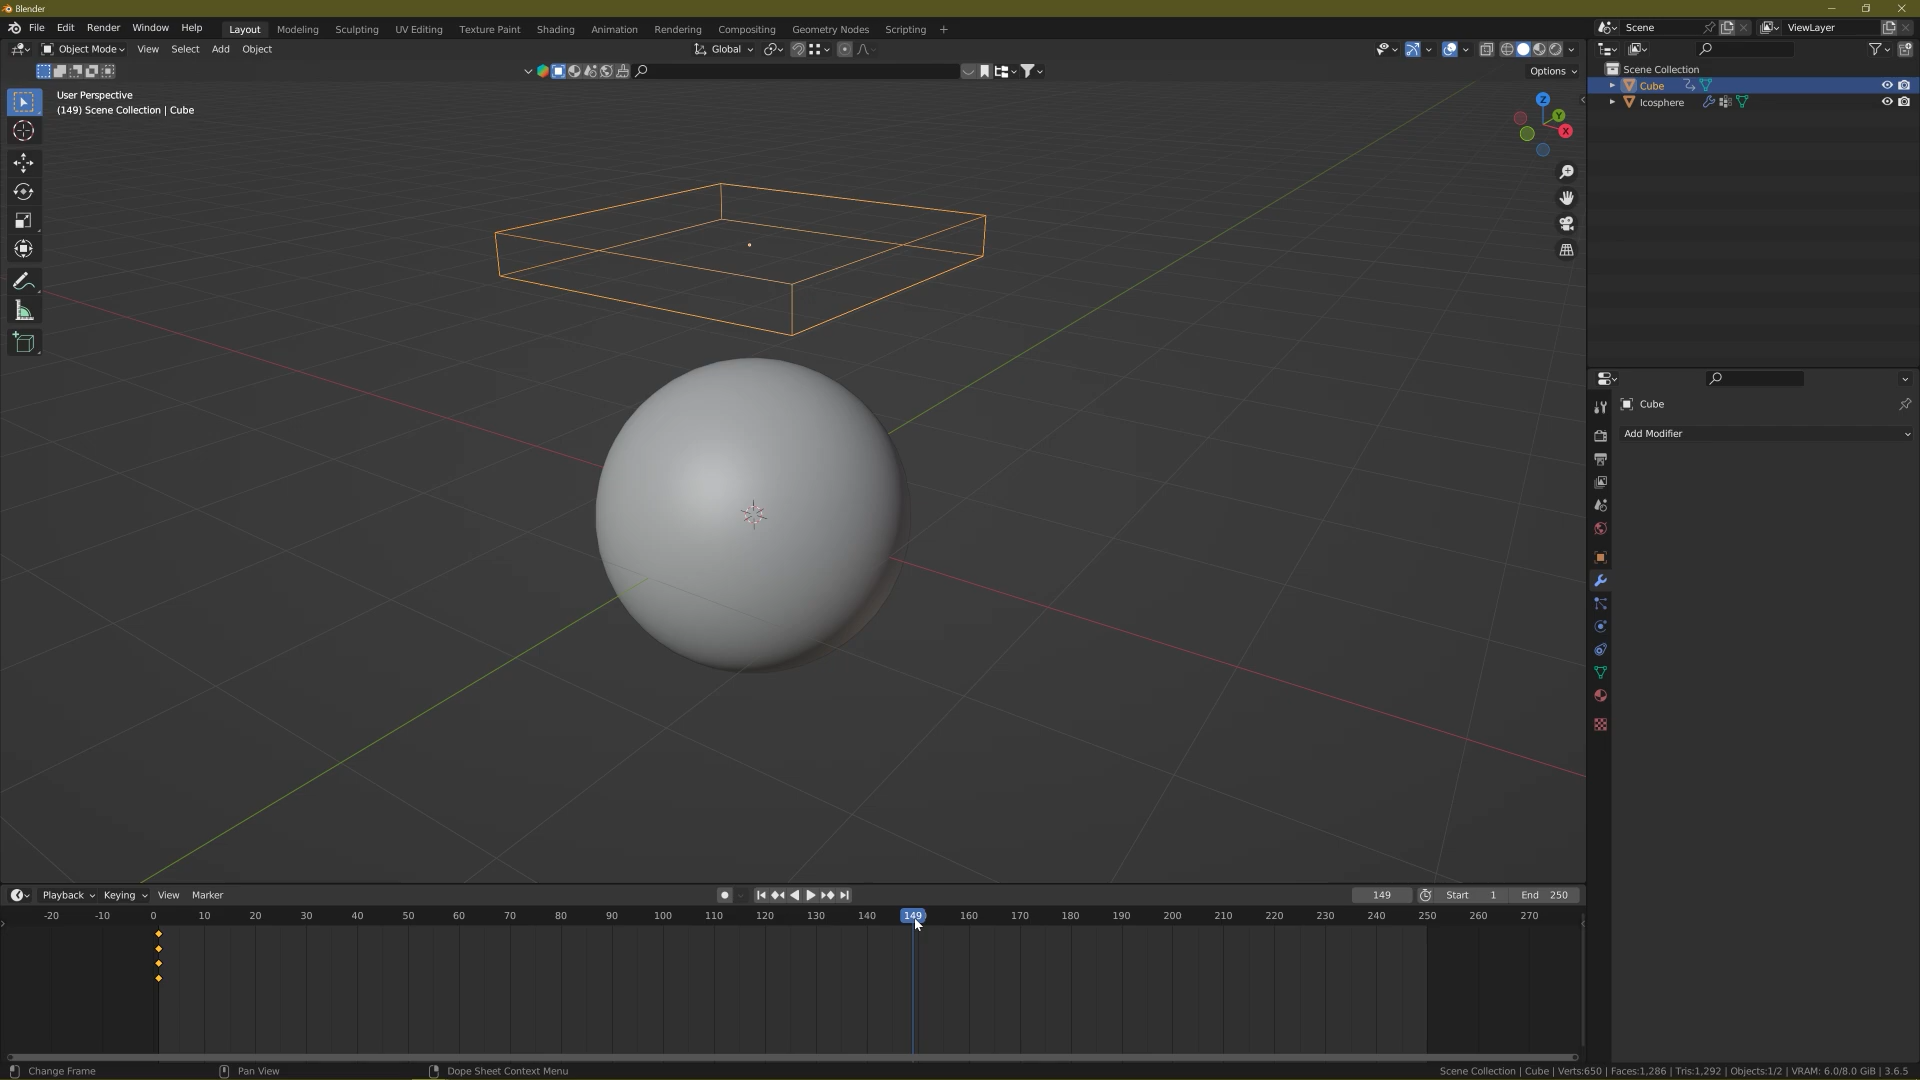 Blender
File Edit Render Window Help
Layout Modeling Sculpting UV Editing Texture Paint Shading Animation Rendering Compositing Geometry Nodes Scripting +
Scene
ViewLayer
Object Mode View Select Add Object
Global
Options
User Perspective
(149) Scene Collection | Cube
Z
Y
X
Scene Collection
Cube
Icosphere
Cube
Add Modifier
Playback Keying View Marker
149
Start 1
End 250
-20 -10 0 10 20 30 40 50 60 70 80 90 100 110 120 130 140 149 160 170 180 190 200 210 220 230 240 250 260 270
Change Frame
Pan View
Dope Sheet Context Menu
Scene Collection | Cube | Verts:650 | Faces:1,286 | Tris:1,292 | Objects:1/2 | VRAM: 6.0/8.0 GiB | 3.6.5